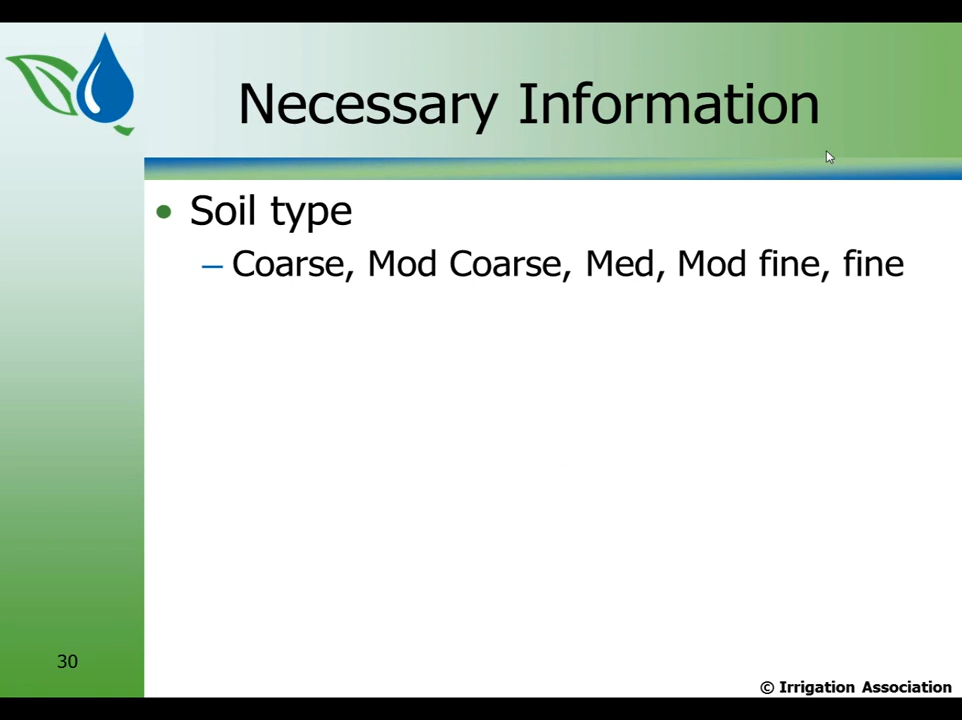 Necessary Information
• Soil type
– Coarse, Mod Coarse, Med, Mod fine, fine
30
© Irrigation Association